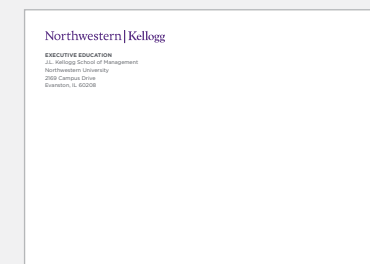 Northwestern | Kellogg
EXECUTIVE EDUCATION
J.L. Kellogg School of Management
Northwestern University
2169 Campus Drive
Evanston, IL 60208